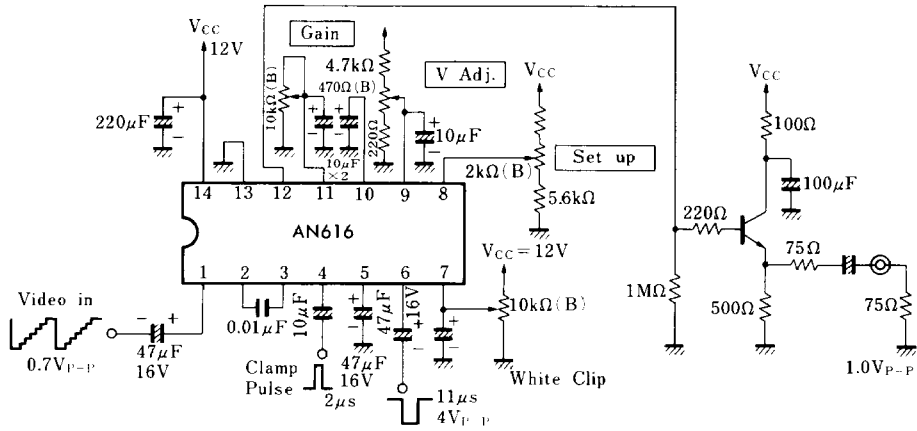 VCC
12V
220μF
+
−
Gain
10kΩ(B)
470Ω(B)
+
−
+
−
10μF
×2
4.7kΩ
V Adj.
220Ω
+
−
10μF
VCC
2kΩ(B)
Set up
5.6kΩ
14 13 12 11 10 9 8
AN616
1 2 3 4 5 6 7
Video in
0.7VP-P
− +
47μF
16V
0.01μF
10μF
Clamp
Pulse
2μs
+
−
47μF
16V
47μF
16V
+
−
11μs
4VP-P
+
−
VCC=12V
10kΩ(B)
White Clip
VCC
100Ω
100μF
220Ω
1MΩ
500Ω
75Ω
75Ω
1.0VP-P